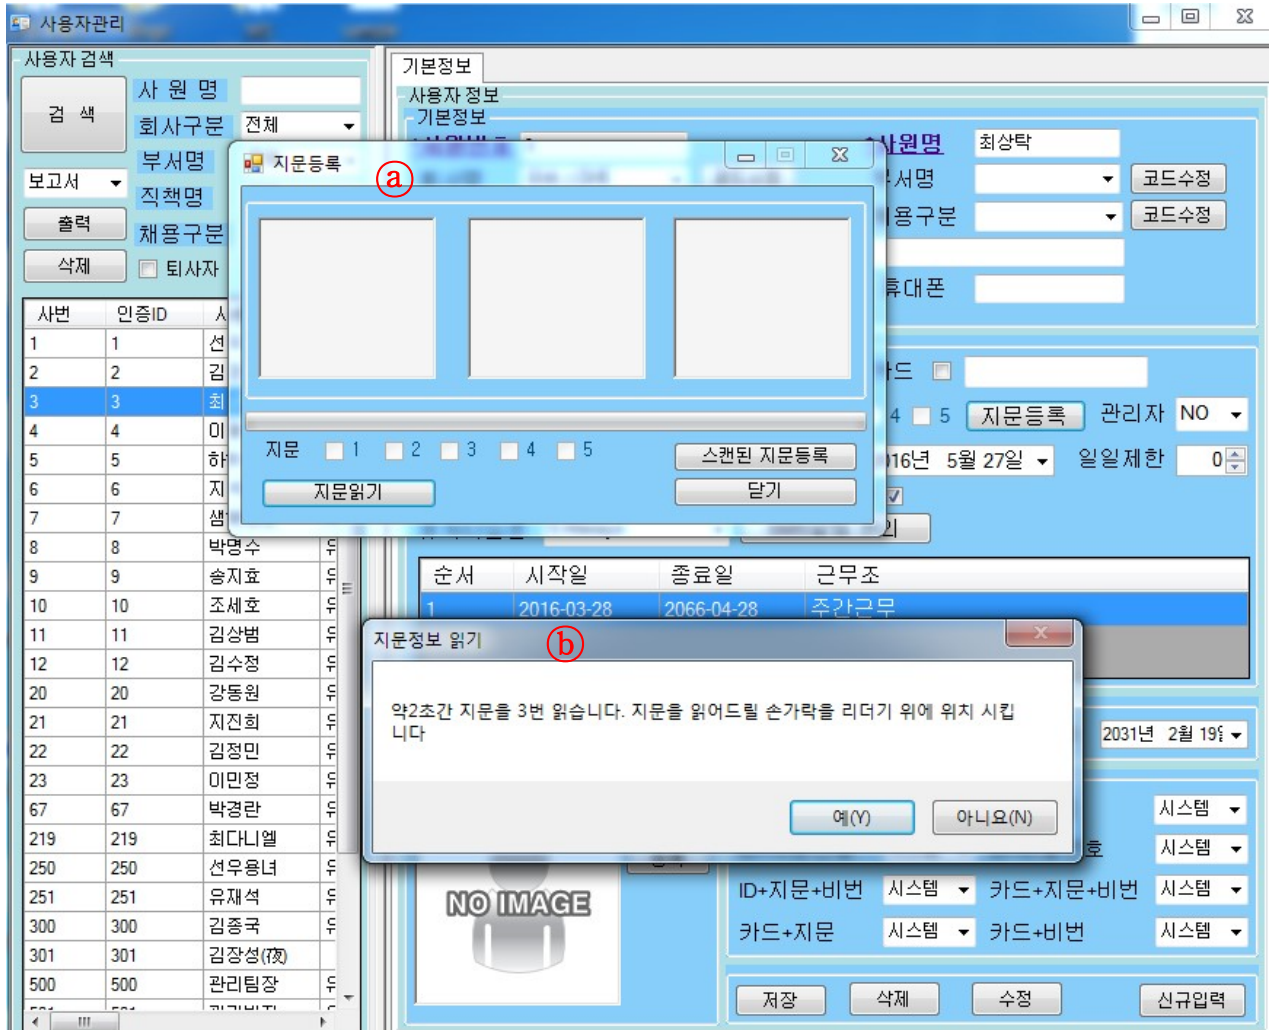 사용자관리
사용자 검색
검 색
사 원 명
회사구분 전체
부서명
보고서
직책명
출력
채용구분
삭제
퇴사자
사번 인증ID
1 1 선
2 2 김
3 3 최
4 4 이
5 5 하
6 6 지
7 7
8 8 박명수
9 9 송지효
10 10 조세호
11 11 김상범
12 12 김수정
20 20 강동원
21 21 지진희
22 22 김정민
23 23 이민정
67 67 박경란
219 219 최다니엘
250 250 선우용녀
251 251 유재석
300 300 김종국
301 301 김장성(夜)
500 500 관리팀장
기본정보
사용자 정보
기본정보
사원명 최상탁
부서명 코드수정
용구분 코드수정
휴대폰
카드
4 5 지문등록 관리자 NO
2016년 5월 27일 일일제한 0
지문등록
ⓐ
지문 1 2 3 4 5
스캔된 지문등록
지문읽기
닫기
순서 시작일 종료일 근무조
1 2016-03-28 2066-04-28 주간근무
지문정보 읽기
ⓑ
약2초간 지문을 3번 읽습니다. 지문을 읽어드릴 손가락을 리더기 위에 위치 시킵
니다
예(Y) 아니요(N)
2031년 2월 19일
시스템
호 시스템
NO IMAGE
ID+지문+비번 시스템 카드+지문+비번 시스템
카드+지문 시스템 카드+비번 시스템
저장 삭제 수정 신규입력